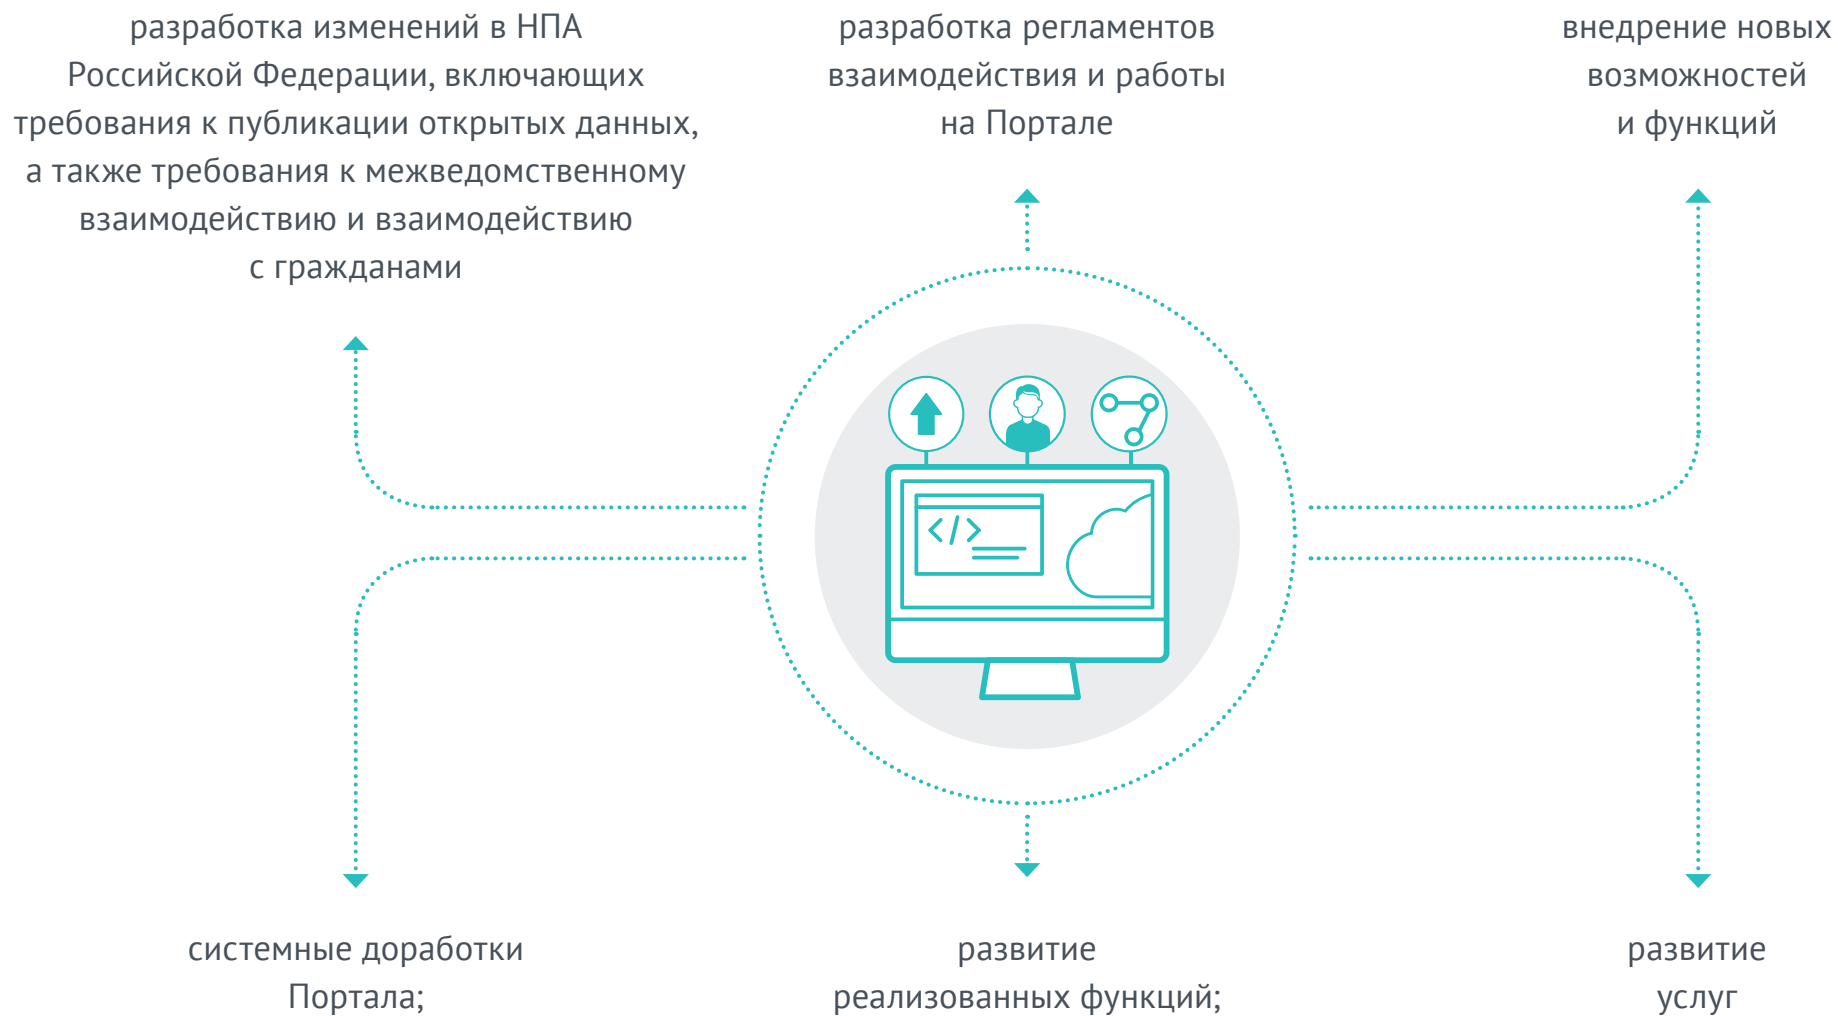 разработка изменений в НПА
Российской Федерации, включающих
требования к публикации открытых данных,
а также требования к межведомственному
взаимодействию и взаимодействию
с гражданами
разработка регламентов
взаимодействия и работы
на Портале
внедрение новых
возможностей
и функций
</>
системные доработки
Портала;
развитие
реализованных функций;
развитие
услуг